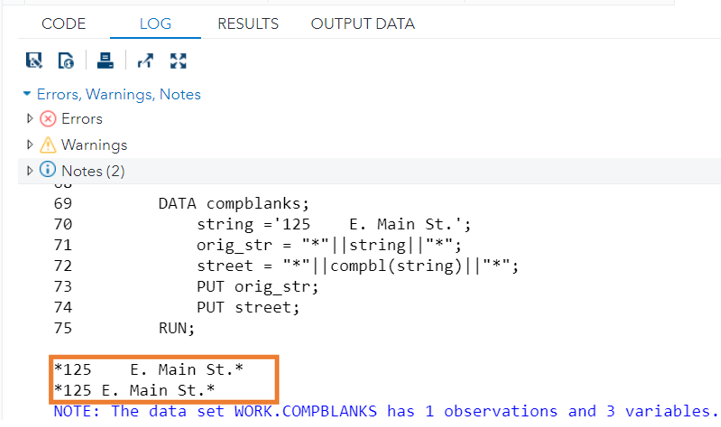 CODE LOG RESULTS OUTPUT DATA
Errors, Warnings, Notes
Errors
Warnings
Notes (2)
69 DATA compblanks;
70 string ='125    E. Main St.';
71 orig_str = "*"||string||"*";
72 street = "*"||compbl(string)||"*";
73 PUT orig_str;
74 PUT street;
75 RUN;
*125    E. Main St.*
*125 E. Main St.*
NOTE: The data set WORK.COMPBLANKS has 1 observations and 3 variables.